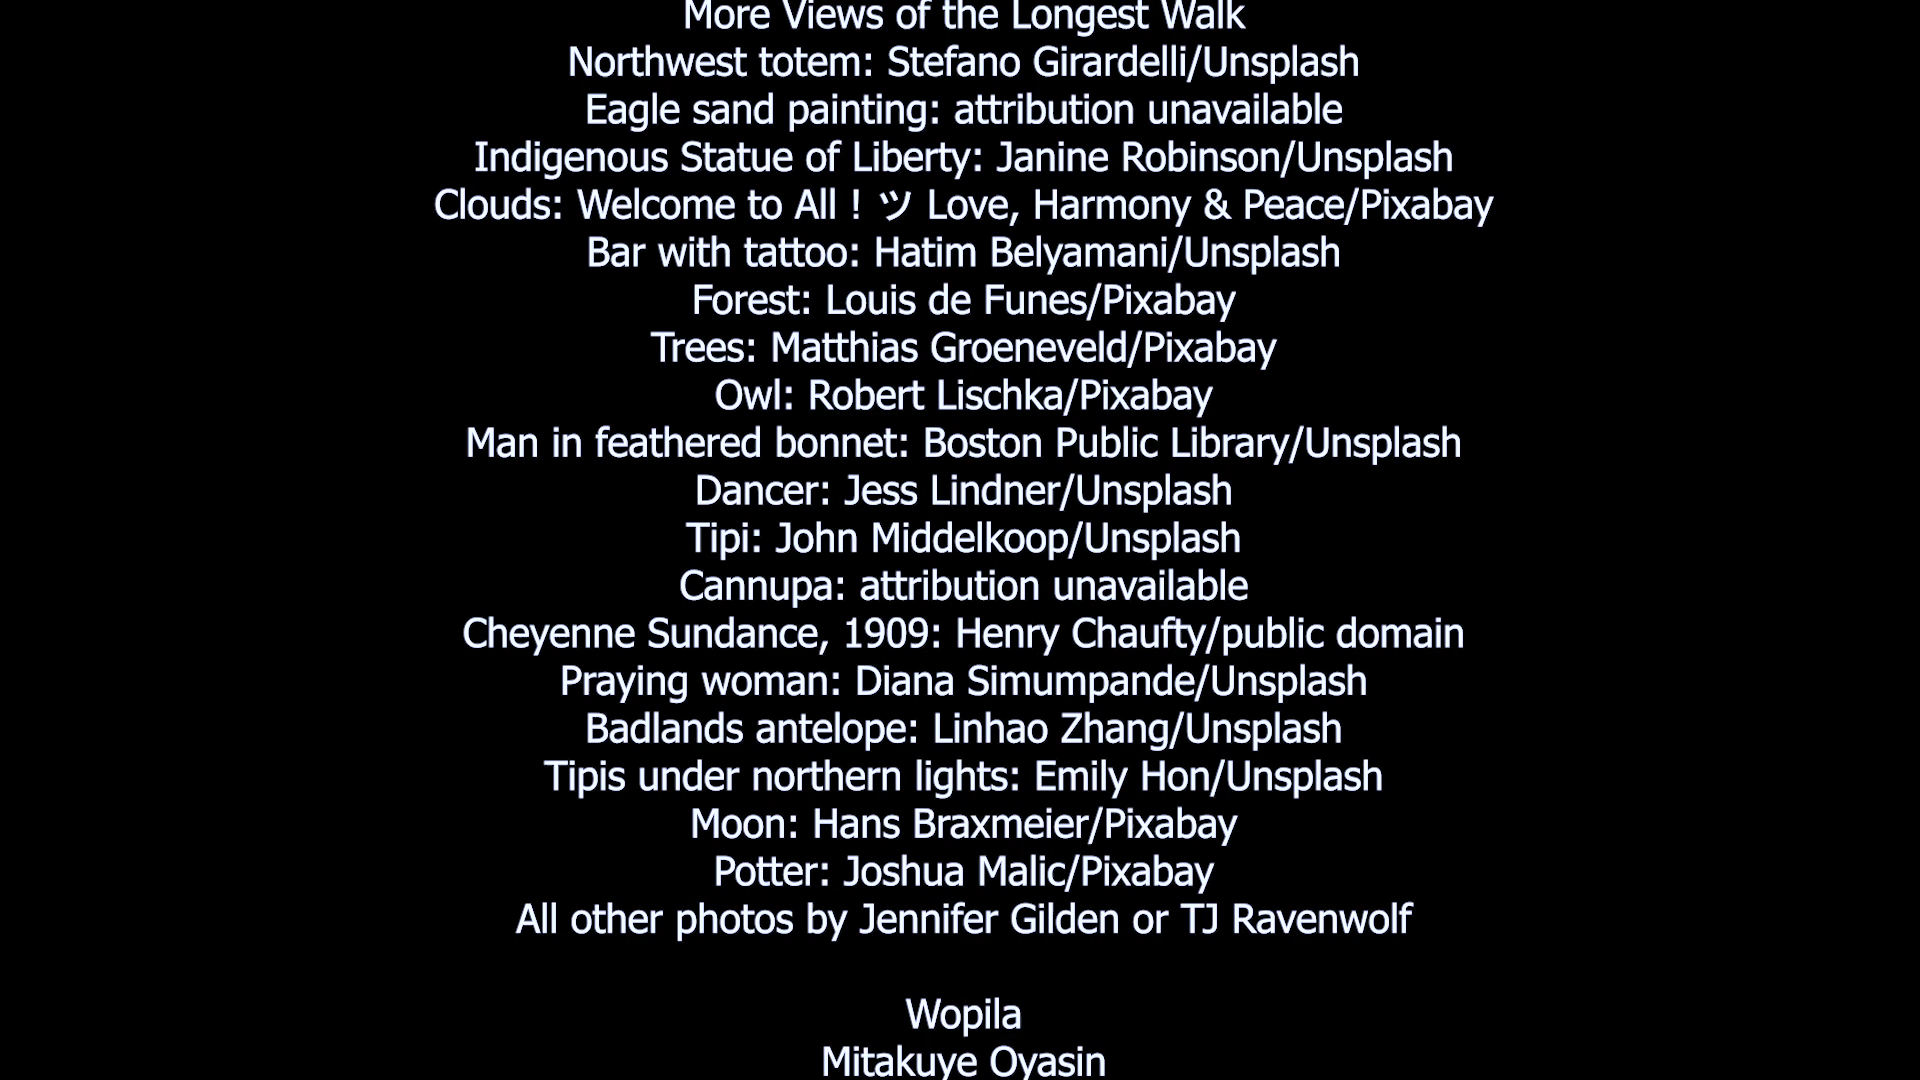 More Views of the Longest Walk
Northwest totem: Stefano Girardelli/Unsplash
Eagle sand painting: attribution unavailable
Indigenous Statue of Liberty: Janine Robinson/Unsplash
Clouds: Welcome to All ! ツ Love, Harmony & Peace/Pixabay
Bar with tattoo: Hatim Belyamani/Unsplash
Forest: Louis de Funes/Pixabay
Trees: Matthias Groeneveld/Pixabay
Owl: Robert Lischka/Pixabay
Man in feathered bonnet: Boston Public Library/Unsplash
Dancer: Jess Lindner/Unsplash
Tipi: John Middelkoop/Unsplash
Cannupa: attribution unavailable
Cheyenne Sundance, 1909: Henry Chaufty/public domain
Praying woman: Diana Simumpande/Unsplash
Badlands antelope: Linhao Zhang/Unsplash
Tipis under northern lights: Emily Hon/Unsplash
Moon: Hans Braxmeier/Pixabay
Potter: Joshua Malic/Pixabay
All other photos by Jennifer Gilden or TJ Ravenwolf
Wopila
Mitakuye Oyasin